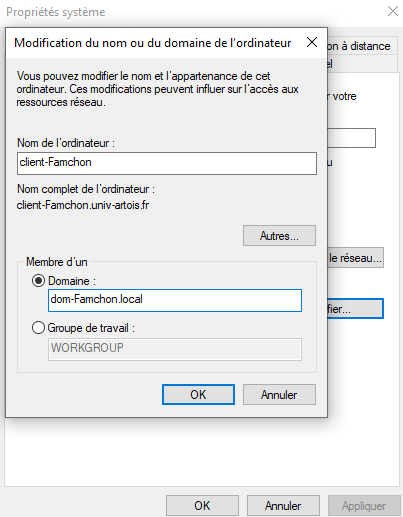 Propriétés système
Modification du nom ou du domaine de l'ordinateur
on à distance
el
Vous pouvez modifier le nom et l'appartenance de cet
ordinateur. Ces modifications peuvent influer sur l'accès aux
ressources réseau.
r votre
Nom de l'ordinateur :
client-Famchon
u
Nom complet de l'ordinateur :
client-Famchon.univ-artois.fr
Autres...
le réseau...
Membre d'un
Domaine :
dom-Famchon.local
fier...
Groupe de travail :
WORKGROUP
OK
Annuler
OK
Annuler
Appliquer